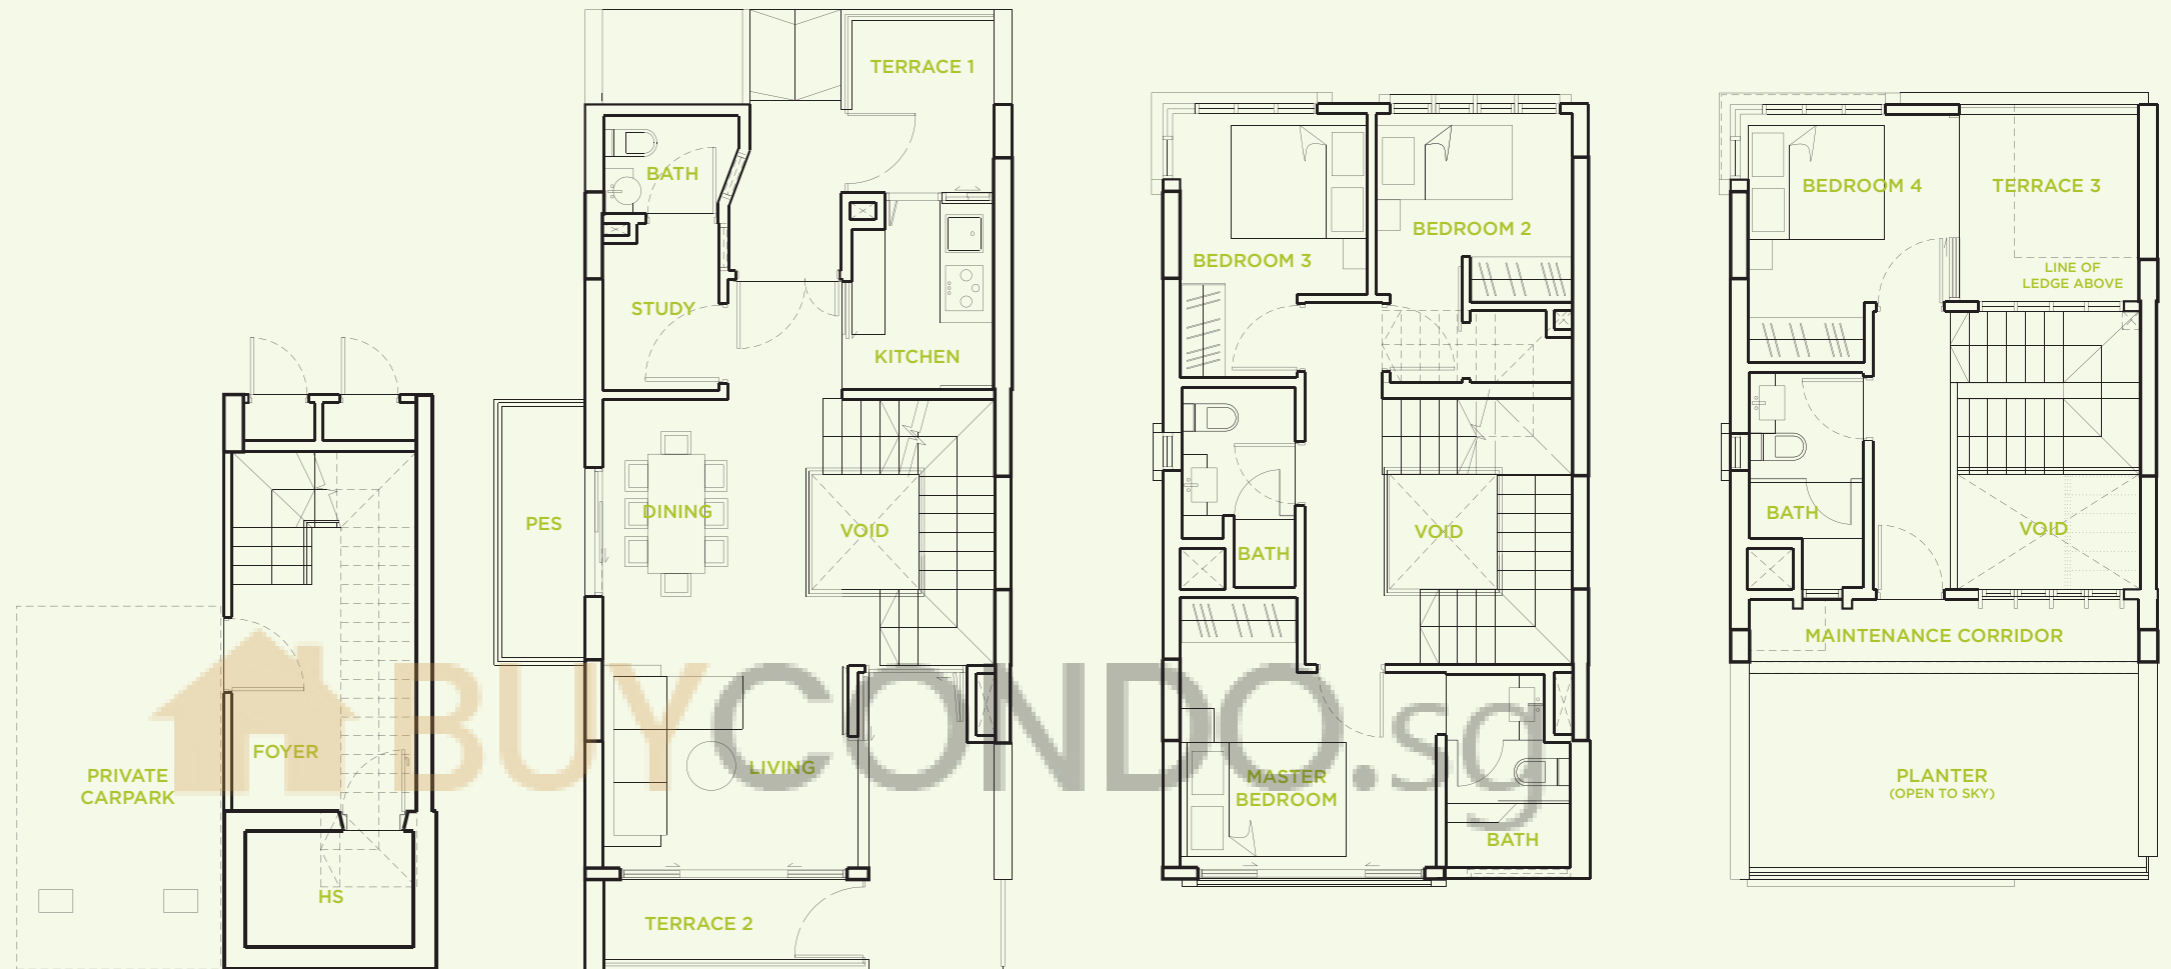 PRIVATE
CARPARK
FOYER
HS
TERRACE 1
BATH
STUDY
KITCHEN
PES
DINING
VOID
LIVING
TERRACE 2
BEDROOM 3
BEDROOM 2
BATH
VOID
MASTER
BEDROOM
BATH
BEDROOM 4
TERRACE 3
LINE OF
LEDGE ABOVE
BATH
VOID
MAINTENANCE CORRIDOR
PLANTER
(OPEN TO SKY)
BUYCONDO.sg